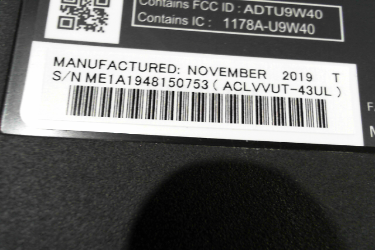 Contains FCC ID : ADTU9W40
Contains IC : 1178A-U9W40
MANUFACTURED: NOVEMBER 2019 T
S/N ME1A1948150753 ( ACLVVUT-43UL )